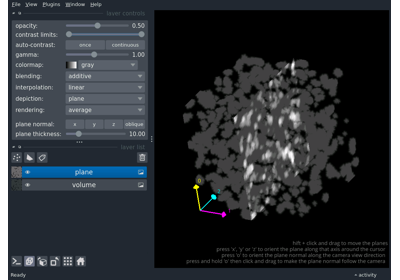 File View Plugins Window Help
layer controls
opacity: 0.50
contrast limits:
auto-contrast: once continuous
gamma: 1.00
colormap: gray
blending: additive
interpolation: linear
depiction: plane
rendering: average
plane normal: x y z oblique
plane thickness: 10.00
layer list
plane
volume
hift + click and drag to move the planes
press 'x', 'y' or 'z' to orient the plane along that axis around the cursor
press 'o' to orient the plane normal along the camera view direction
press and hold 'o' then click and drag to make the plane normal follow the camera
Ready
activity